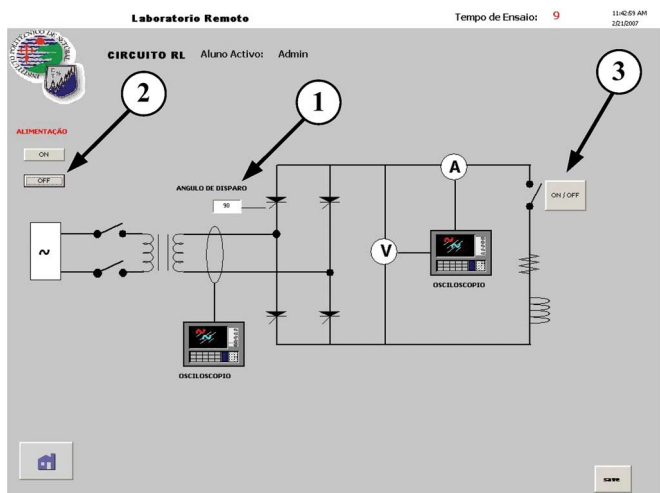 Laboratorio Remoto
Tempo de Ensaio: 9
11:42:59 AM
2/21/2007
CIRCUITO RL
Aluno Activo: Admin
2
1
3
ALIMENTAÇÃO
ON
OFF
ANGULO DE DISPARO
90
A
ON / OFF
~
V
OSCILOSCOPIO
OSCILOSCOPIO
save